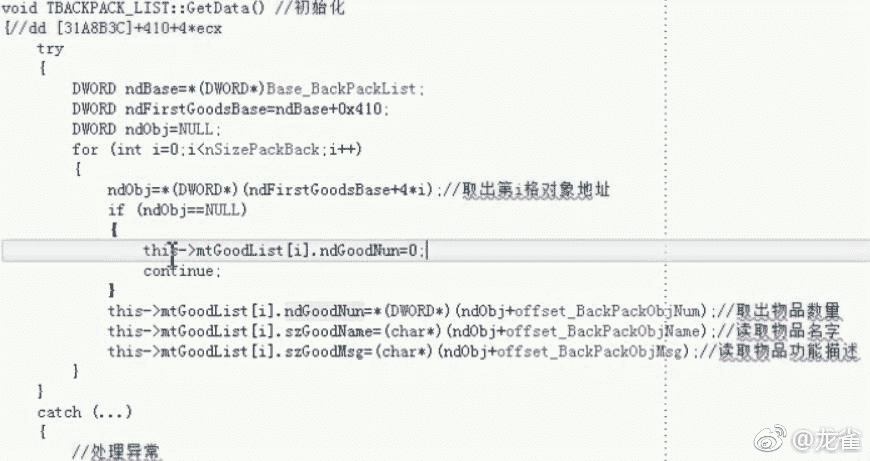 void TBACKPACK_LIST::GetData() //初始化
{//dd [31A8B3C]+410+4*ecx
try
{
DWORD ndBase=*(DWORD*)Base_BackPackList;
DWORD ndFirstGoodsBase=ndBase+0x410;
DWORD ndObj=NULL;
for (int i=0;i<nSizePackBack;i++)
{
ndObj=*(DWORD*)(ndFirstGoodsBase+4*i);//取出第i格对象地址
if (ndObj==NULL)
{
this->mtGoodList[i].ndGoodNun=0;
continue;
}
this->mtGoodList[i].ndGoodNun=*(DWORD*)(ndObj+offset_BackPackObjNum);//取出物品数量
this->mtGoodList[i].szGoodName=(char*)(ndObj+offset_BackPackObjName);//读取物品名字
this->mtGoodList[i].szGoodMsg=(char*)(ndObj+offset_BackPackObjMsg);//读取物品功能描述
}
}
catch (...)
{
//处理异常
@龙雀